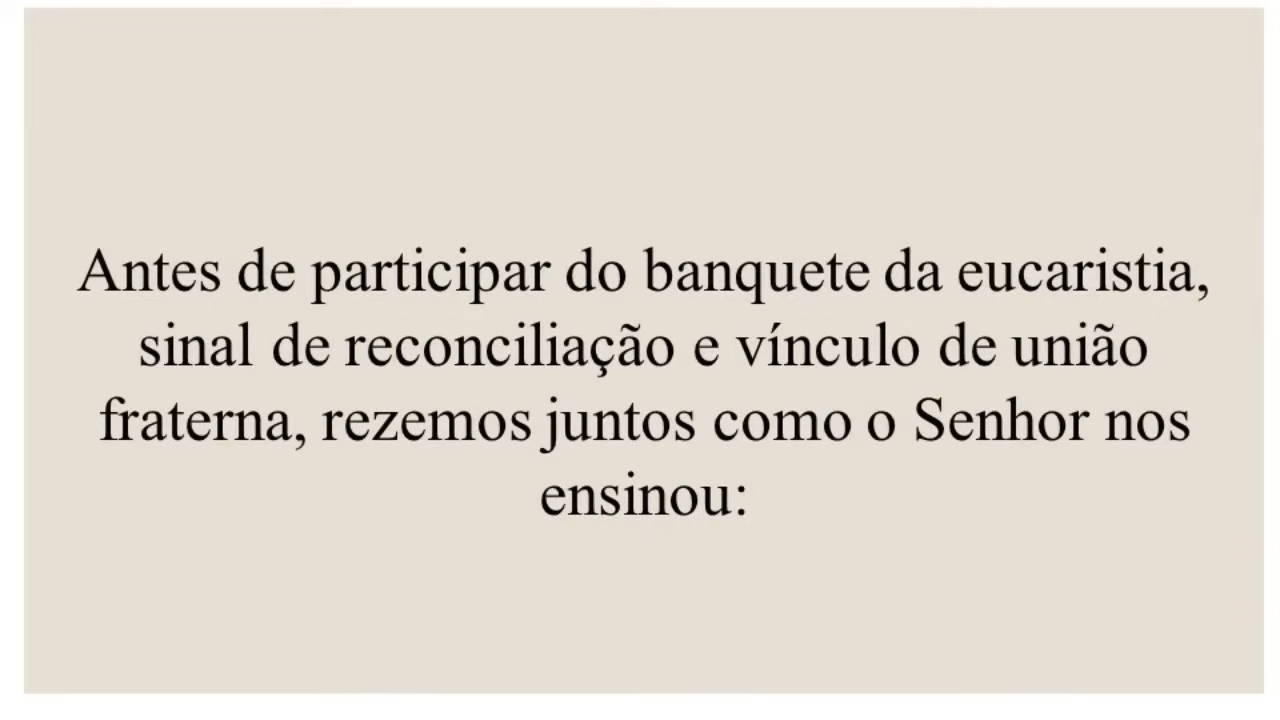 Antes de participar do banquete da eucaristia,
sinal de reconciliação e vínculo de união
fraterna, rezemos juntos como o Senhor nos
ensinou: